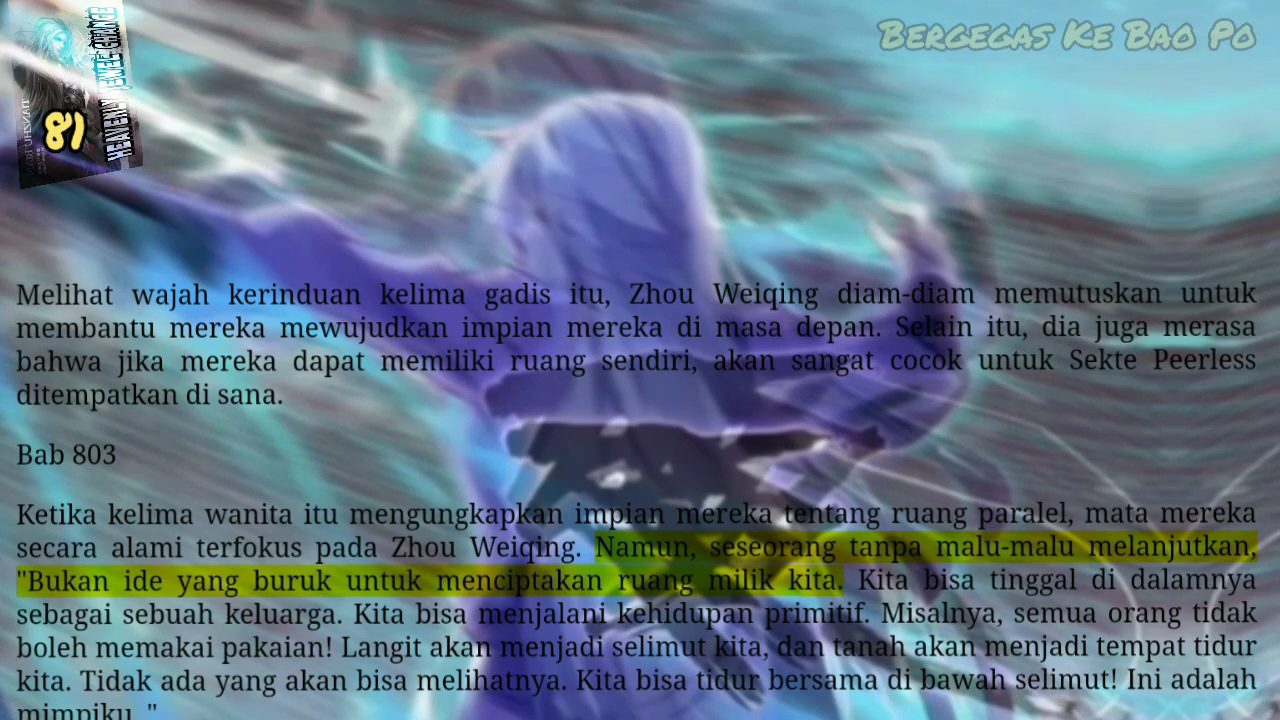 Bergegas Ke Bao Po
HEAVENLY JEWEL CHANGE
81
Melihat wajah kerinduan kelima gadis itu, Zhou Weiqing diam-diam memutuskan untuk
membantu mereka mewujudkan impian mereka di masa depan. Selain itu, dia juga merasa
bahwa jika mereka dapat memiliki ruang sendiri, akan sangat cocok untuk Sekte Peerless
ditempatkan di sana.
Bab 803
Ketika kelima wanita itu mengungkapkan impian mereka tentang ruang paralel, mata mereka
secara alami terfokus pada Zhou Weiqing. Namun, seseorang tanpa malu-malu melanjutkan,
"Bukan ide yang buruk untuk menciptakan ruang milik kita. Kita bisa tinggal di dalamnya
sebagai sebuah keluarga. Kita bisa menjalani kehidupan primitif. Misalnya, semua orang tidak
boleh memakai pakaian! Langit akan menjadi selimut kita, dan tanah akan menjadi tempat tidur
kita. Tidak ada yang akan bisa melihatnya. Kita bisa tidur bersama di bawah selimut! Ini adalah
mimpiku. "